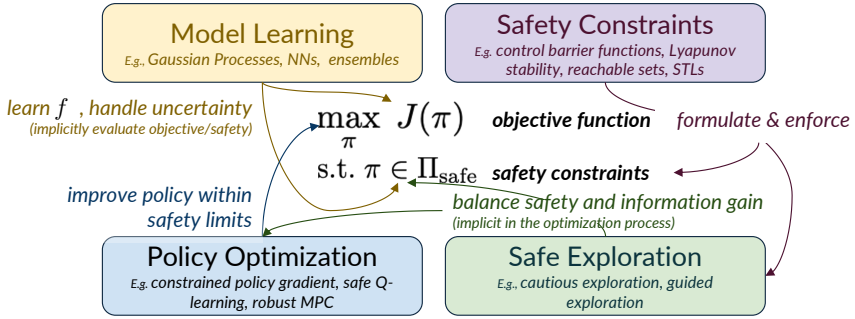 Model Learning
E.g., Gaussian Processes, NNs, ensembles
Safety Constraints
E.g. control barrier functions, Lyapunov
stability, reachable sets, STLs
learn f , handle uncertainty
(implicitly evaluate objective/safety)
max J(π) objective function
π
formulate & enforce
s.t. π ∈ Π_safe safety constraints
improve policy within
safety limits
balance safety and information gain
(implicit in the optimization process)
Policy Optimization
E.g. constrained policy gradient, safe Q-
learning, robust MPC
Safe Exploration
E.g., cautious exploration, guided
exploration